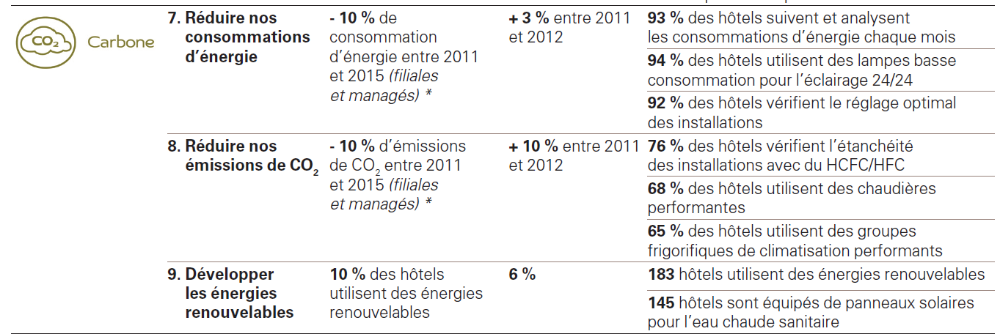 CO2 Carbone
7. Réduire nos
consommations
d'énergie
- 10 % de
consommation
d'énergie entre 2011
et 2015 (filiales
et managés) *
+ 3 % entre 2011
et 2012
93 % des hôtels suivent et analysent
les consommations d'énergie chaque mois
94 % des hôtels utilisent des lampes basse
consommation pour l'éclairage 24/24
92 % des hôtels vérifient le réglage optimal
des installations
8. Réduire nos
émissions de CO2
- 10 % d'émissions
de CO2 entre 2011
et 2015 (filiales
et managés) *
+ 10 % entre 2011
et 2012
76 % des hôtels vérifient l'étanchéité
des installations avec du HCFC/HFC
68 % des hôtels utilisent des chaudières
performantes
65 % des hôtels utilisent des groupes
frigorifiques de climatisation performants
9. Développer
les énergies
renouvelables
10 % des hôtels
utilisent des énergies
renouvelables
6 %
183 hôtels utilisent des énergies renouvelables
145 hôtels sont équipés de panneaux solaires
pour l'eau chaude sanitaire